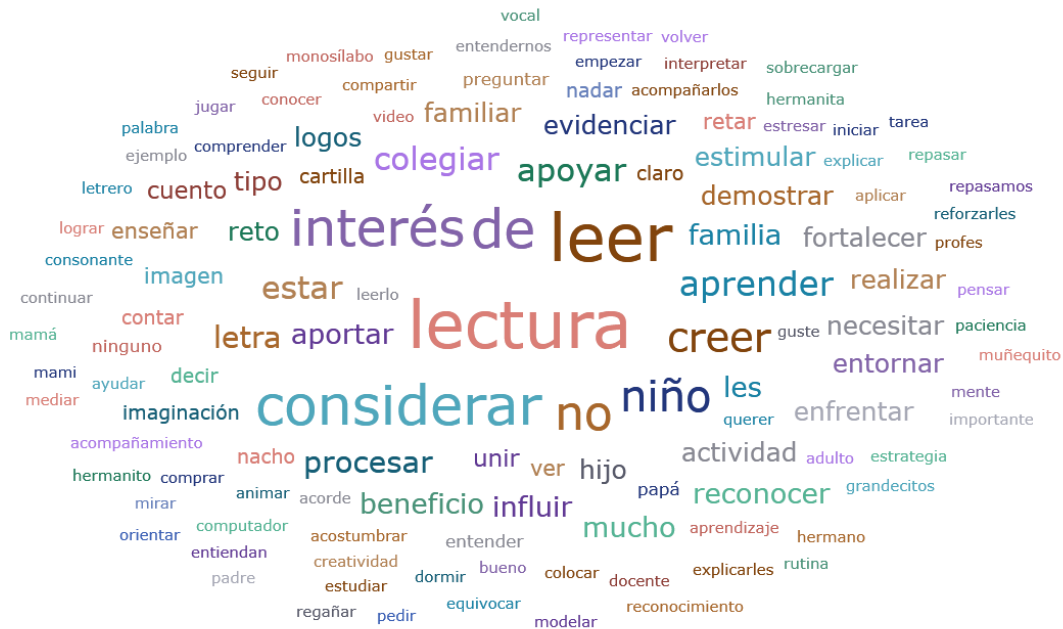 vocal
representar volver
monosílabo gustar entendernos
seguir compartir preguntar empezar interpretar sobrecargar
jugar conocer video familiar nadar acompañarlos hermanita
palabra comprender logos evidenciar retar estresar iniciar tarea
ejemplo colegiar apoyar claro estimular explicar repasar
letrero cuento tipo cartilla demostrar aplicar repasamos
lograr enseñar reto interés de leer familia fortalecer reforzarles profes
consonante imagen estar leerlo aprender realizar pensar
continuar contar letra aportar lectura creer guste necesitar paciencia
mamá ninguno entornar muñequito
mami ayudar decir considerar no niño les mente
mediar imaginación querer enfrentar importante
acompañamiento nacho procesar unir ver hijo actividad adulto estrategia
hermanito comprar animar acorde beneficio influir papá reconocer grandecitos
mirar computador mucho aprendizaje
orientar acostumbrar entender hermano
entiendan creatividad bueno colocar explicarles rutina
padre estudiar dormir docente
regañar pedir equivocar modelar reconocimiento